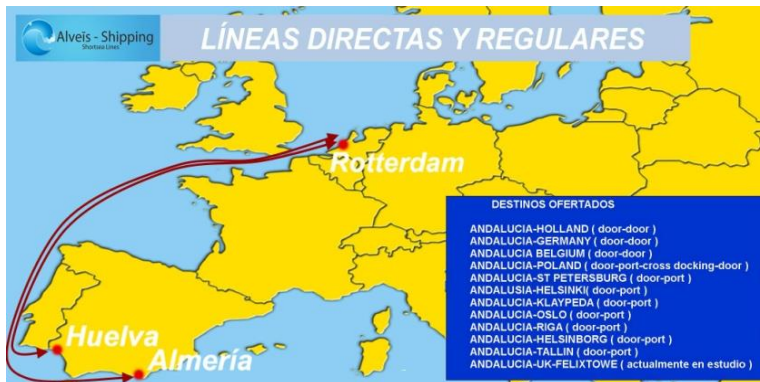 Alveis - Shipping
Shortsea Lines
LÍNEAS DIRECTAS Y REGULARES
Rotterdam
Huelva
Almería
DESTINOS OFERTADOS
ANDALUCIA-HOLLAND ( door-door )
ANDALUCIA-GERMANY ( door-door )
ANDALUCIA BELGIUM ( door-door )
ANDALUCIA-POLAND ( door-port-cross docking-door )
ANDALUCIA-ST PETERSBURG ( door-port )
ANDALUSIA-HELSINKI( door-port )
ANDALUCIA-KLAYPEDA ( door-port )
ANDALUCIA-OSLO ( door-port )
ANDALUCIA-RIGA ( door-port )
ANDALUCIA-HELSINBORG ( door-port )
ANDALUCIA-TALLIN ( door-port )
ANDALUCIA-UK-FELIXTOWE ( actualmente en estudio )